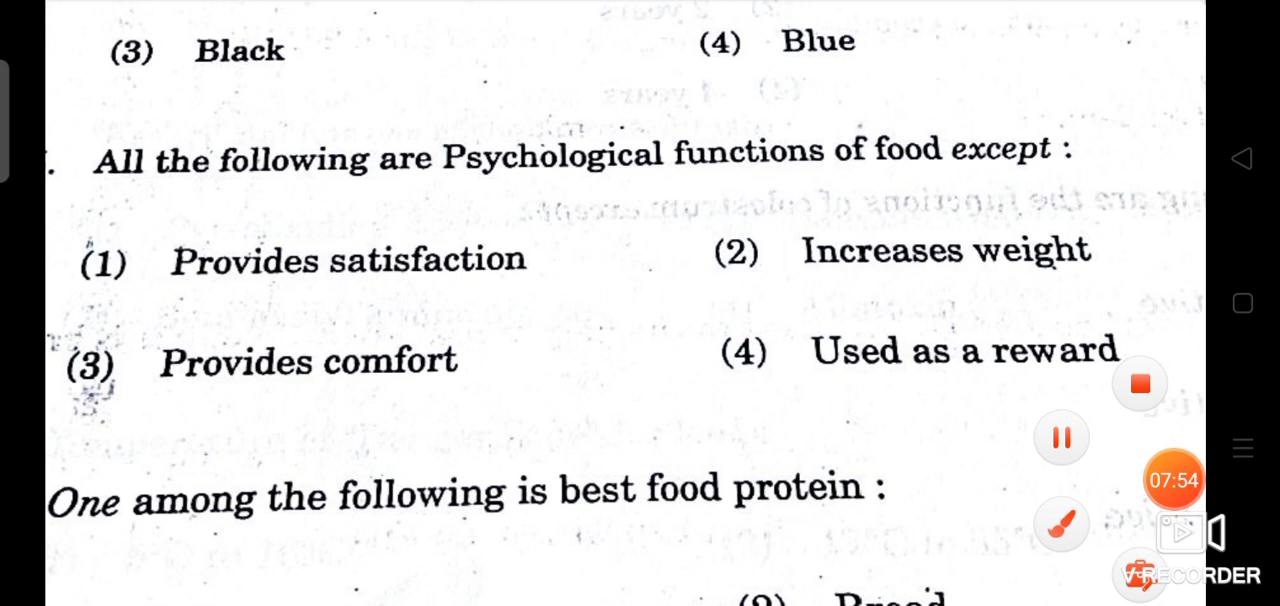 (3) Black (4) Blue
. All the following are Psychological functions of food except :
(1) Provides satisfaction (2) Increases weight
(3) Provides comfort (4) Used as a reward
One among the following is best food protein :
07:54
V-RECORDER